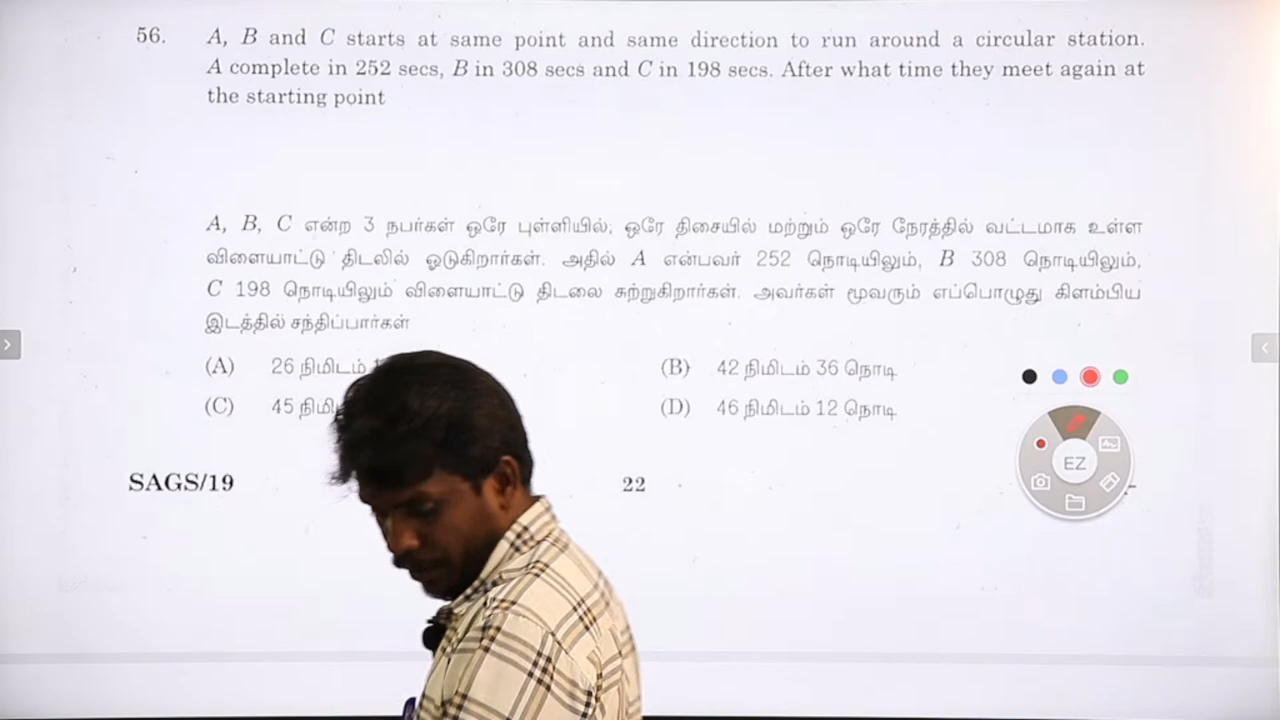 56. A, B and C starts at same point and same direction to run around a circular station.
A complete in 252 secs, B in 308 secs and C in 198 secs. After what time they meet again at
the starting point
A, B, C என்ற 3 நபர்கள் ஒரே புள்ளியில், ஒரே திசையில் மற்றும் ஒரே நேரத்தில் வட்டமாக உள்ள
விளையாட்டு திடலில் ஓடுகிறார்கள். அதில் A என்பவர் 252 நொடியிலும், B 308 நொடியிலும்,
C 198 நொடியிலும் விளையாட்டு திடலை சுற்றுகிறார்கள். அவர்கள் மூவரும் எப்பொழுது கிளம்பிய
இடத்தில் சந்திப்பார்கள்
(A) 26 நிமிடம் (B) 42 நிமிடம் 36 நொடி
(C) 45 (D) 46 நிமிடம் 12 நொடி
EZ
SAGS/19 22